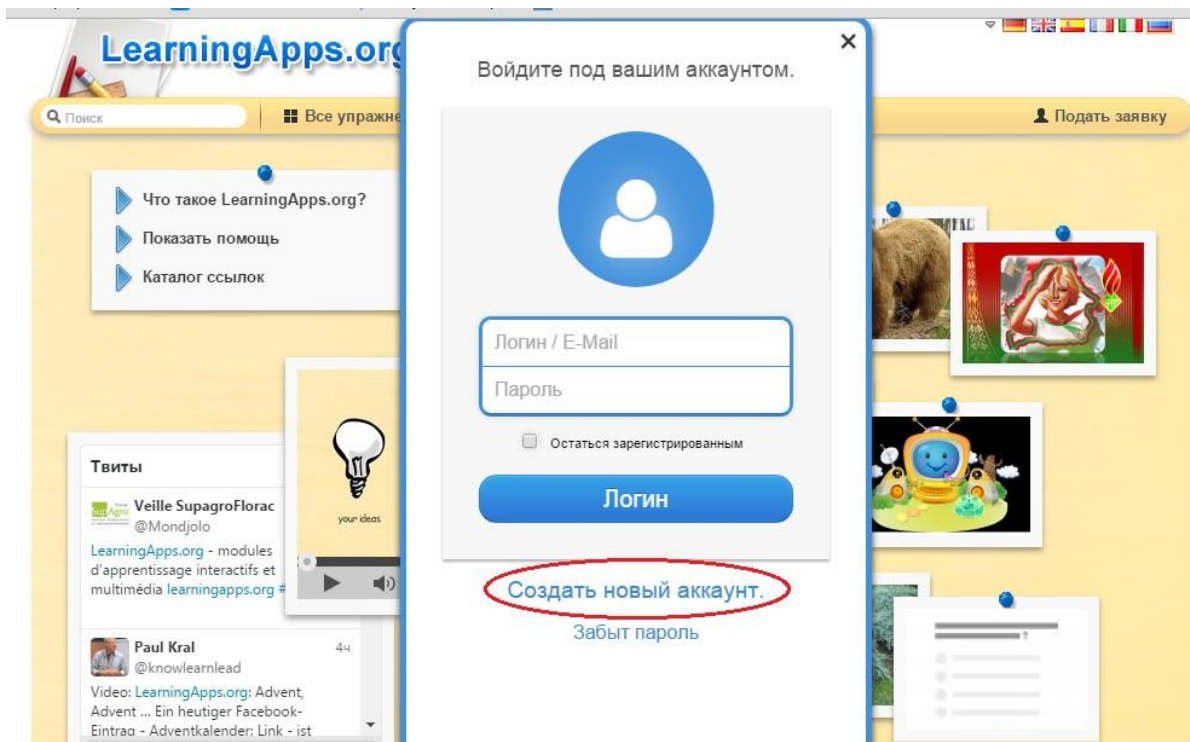 LearningApps.org
Войдите под вашим аккаунтом.
Поиск
Все упражне
Подать заявку
Что такое LearningApps.org?
Показать помощь
Каталог ссылок
Логин / E-Mail
Пароль
Остаться зарегистрированным
Логин
Создать новый аккаунт.
Забыт пароль
your ideas
Твиты
Veille SupagroFlorac
@Mondjolo
LearningApps.org - modules
d'apprentissage interactifs et
multimédia learningapps.org #
Paul Kral
4ч
@knowlearnlead
Video: LearningApps.org: Advent,
Advent ... Ein heutiger Facebook-
Eintrag - Adventkalender: Link - ist
?